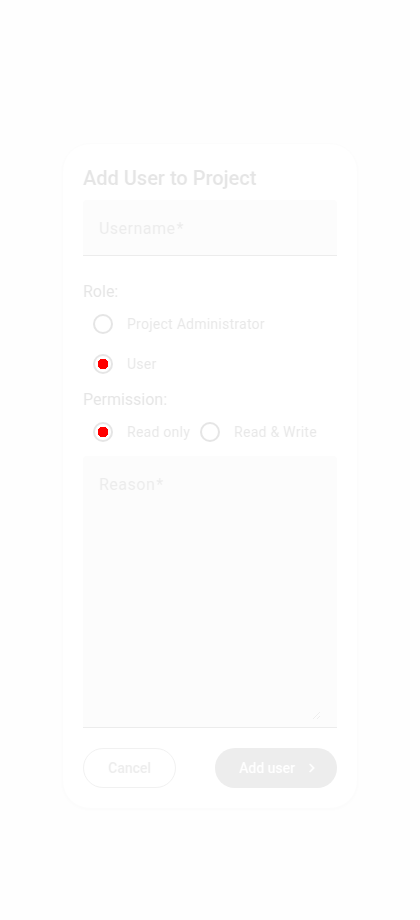 Add User to Project
Username*
Role:
Project Administrator
User
Permission:
Read only Read & Write
Reason*
Cancel Add user